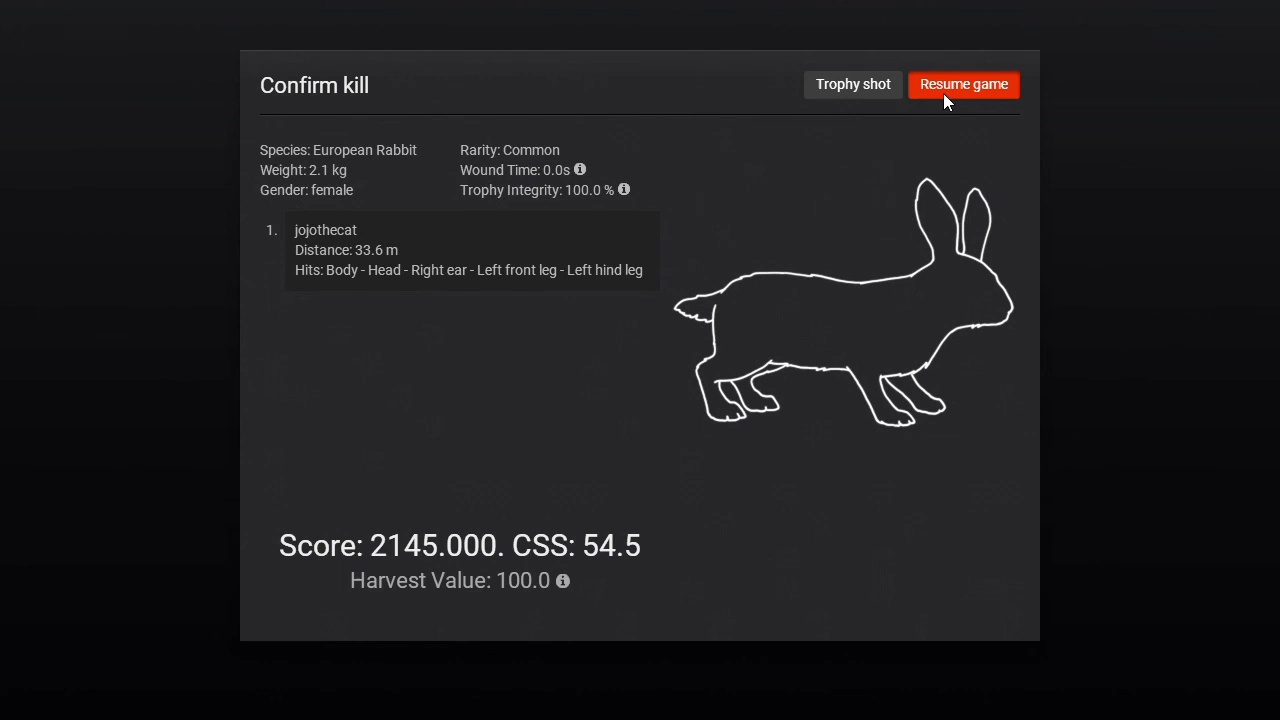 Confirm kill
Trophy shot
Resume game
Species: European Rabbit
Weight: 2.1 kg
Gender: female
Rarity: Common
Wound Time: 0.0s
Trophy Integrity: 100.0 %
1.
jojothecat
Distance: 33.6 m
Hits: Body - Head - Right ear - Left front leg - Left hind leg
Score: 2145.000. CSS: 54.5
Harvest Value: 100.0